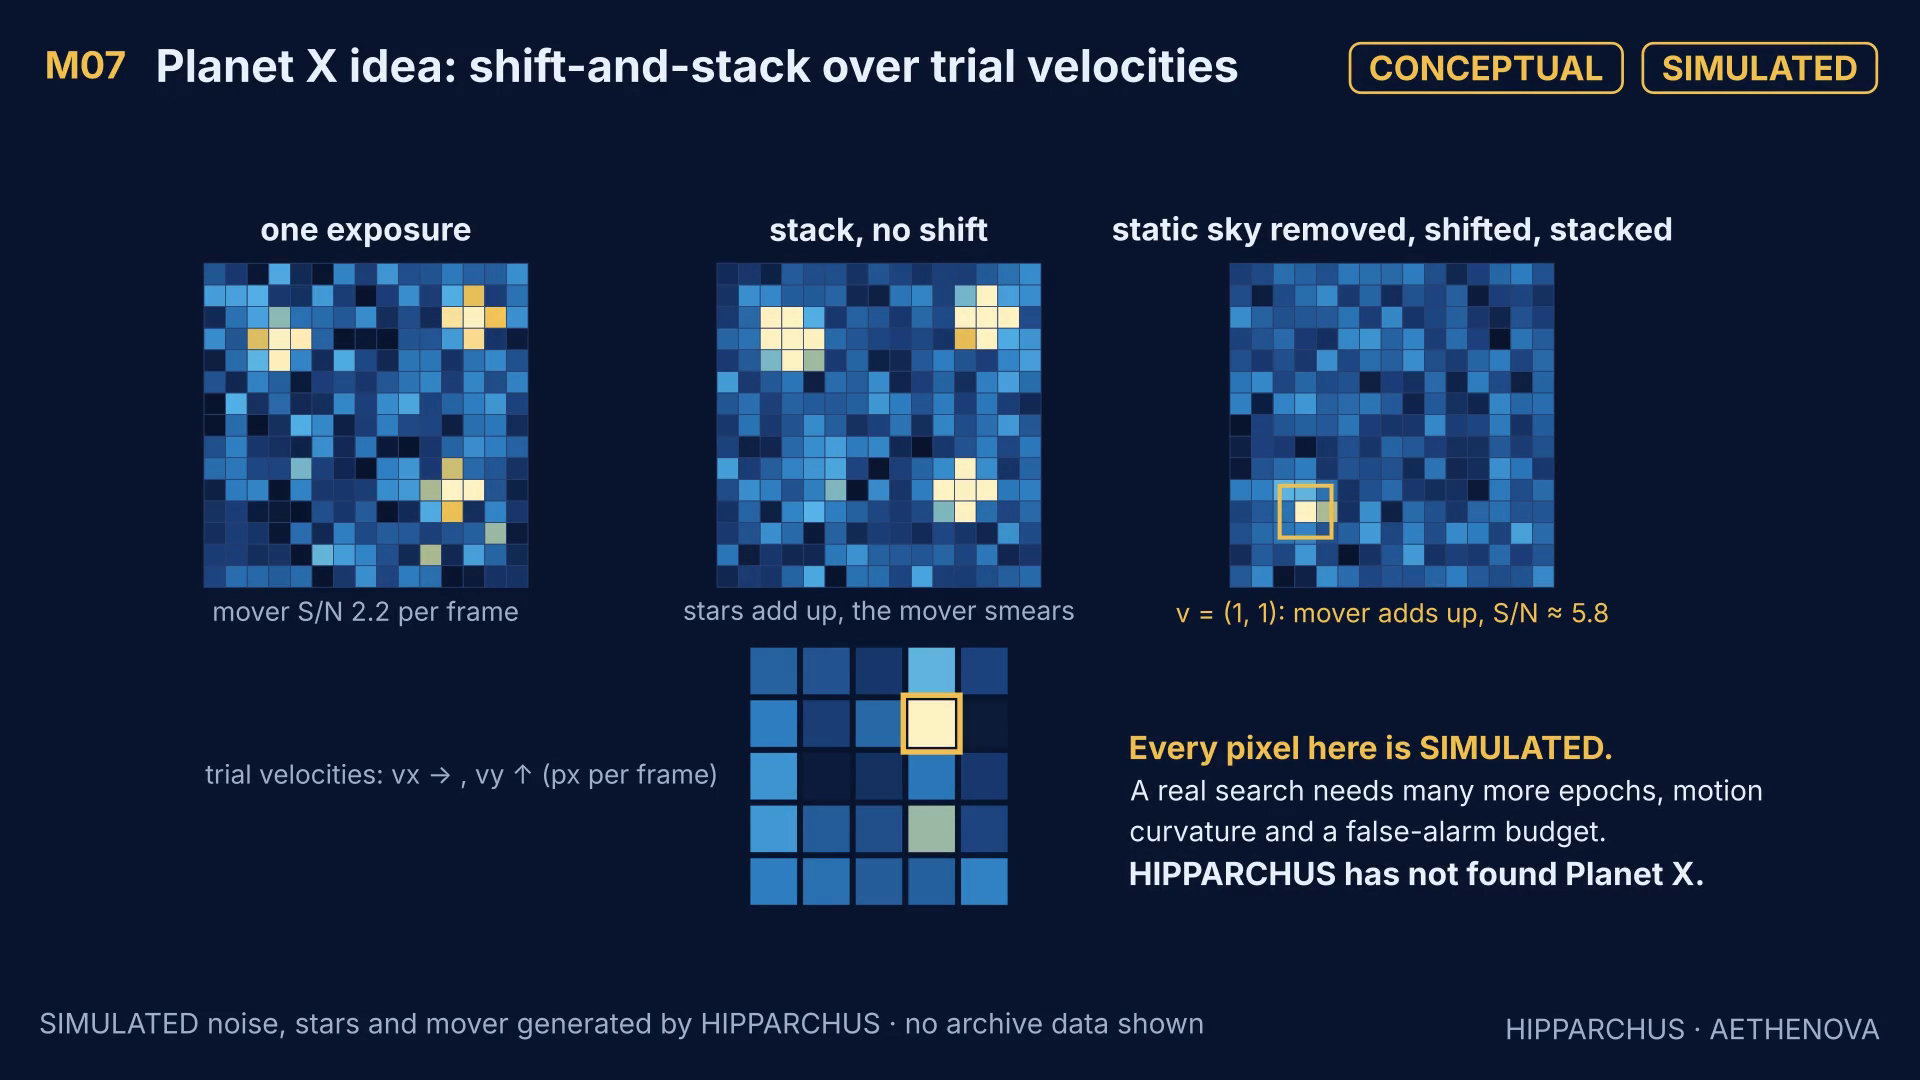 M07 Planet X idea: shift-and-stack over trial velocities
CONCEPTUAL SIMULATED
one exposure
stack, no shift
static sky removed, shifted, stacked
mover S/N 2.2 per frame
stars add up, the mover smears
v = (1, 1): mover adds up, S/N ≈ 5.8
trial velocities: vx → , vy ↑ (px per frame)
Every pixel here is SIMULATED.
A real search needs many more epochs, motion
curvature and a false-alarm budget.
HIPPARCHUS has not found Planet X.
SIMULATED noise, stars and mover generated by HIPPARCHUS · no archive data shown
HIPPARCHUS · AETHENOVA